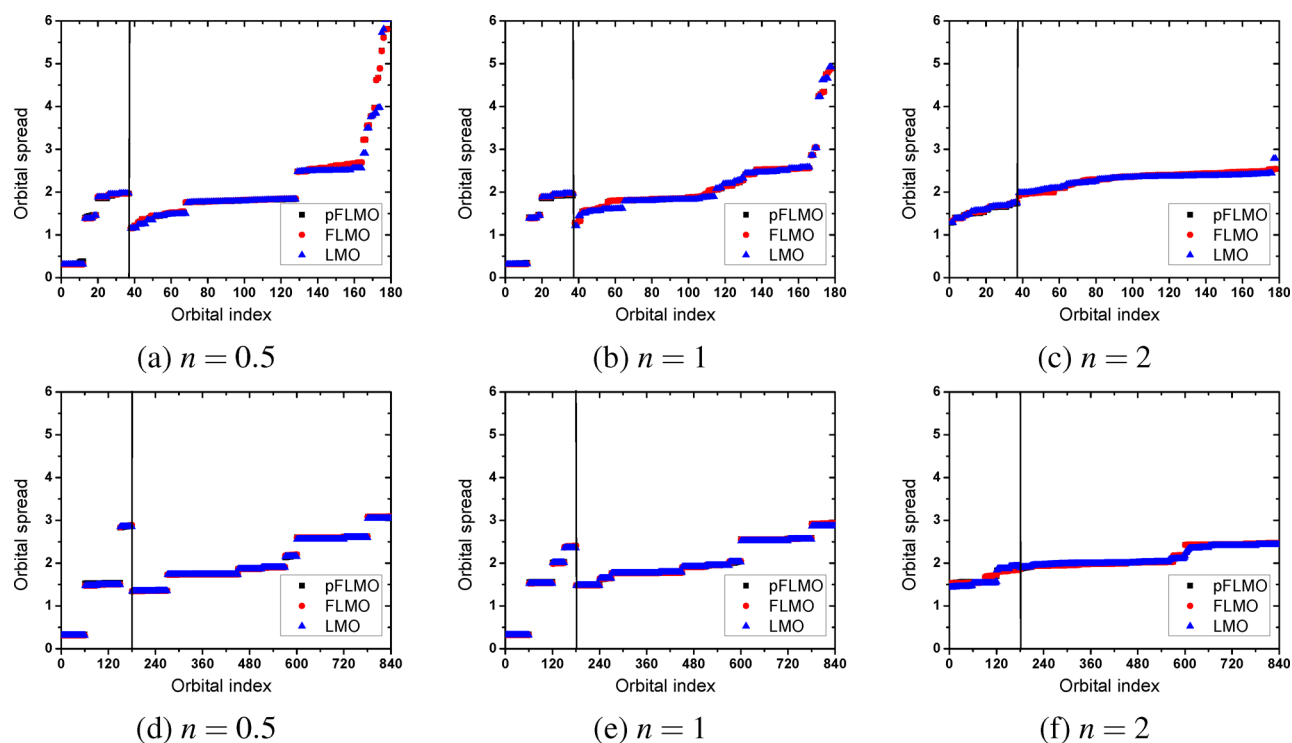 6
5
4
3
2
1
0
Orbital spread
pFLMO
FLMO
LMO
0 20 40 60 80 100 120 140 160 180
Orbital index
(a) n = 0.5
6
5
4
3
2
1
0
Orbital spread
pFLMO
FLMO
LMO
0 20 40 60 80 100 120 140 160 180
Orbital index
(b) n = 1
6
5
4
3
2
1
0
Orbital spread
pFLMO
FLMO
LMO
0 20 40 60 80 100 120 140 160 180
Orbital index
(c) n = 2
6
5
4
3
2
1
0
Orbital spread
pFLMO
FLMO
LMO
0 120 240 360 480 600 720 840
Orbital index
(d) n = 0.5
6
5
4
3
2
1
0
Orbital spread
pFLMO
FLMO
LMO
0 120 240 360 480 600 720 840
Orbital index
(e) n = 1
6
5
4
3
2
1
0
Orbital spread
pFLMO
FLMO
LMO
0 120 240 360 480 600 720 840
Orbital index
(f) n = 2